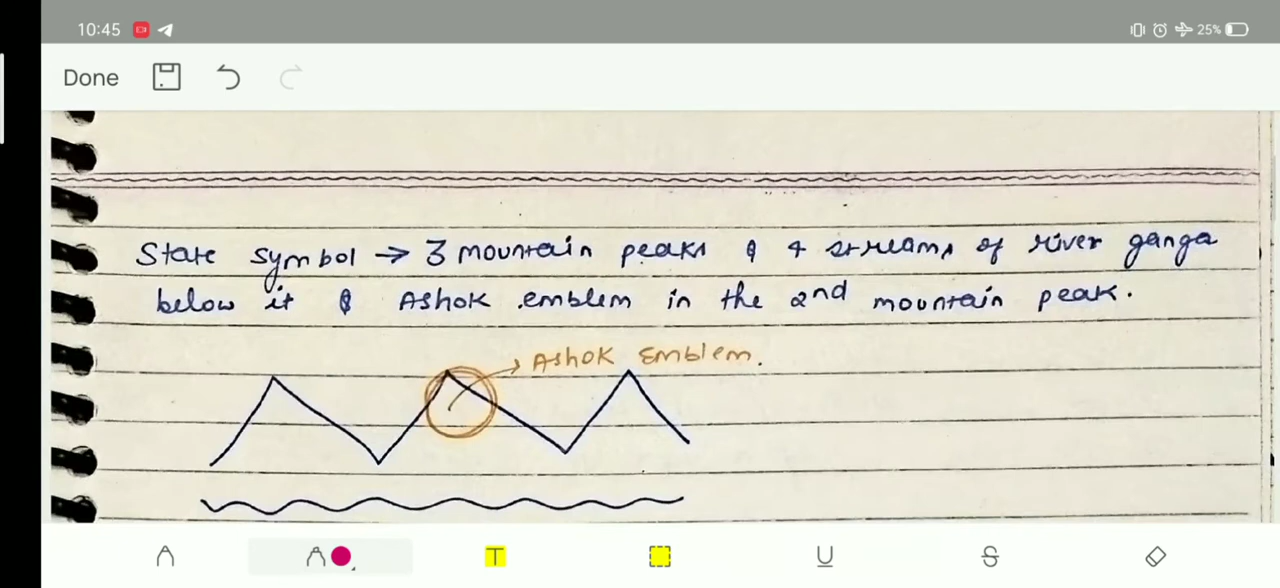 10:45
25%
Done
State Symbol → 3 mountain peaks & 4 streams of river ganga
below it & Ashok emblem in the 2nd mountain peak.
→ Ashok Emblem.
T
U
S